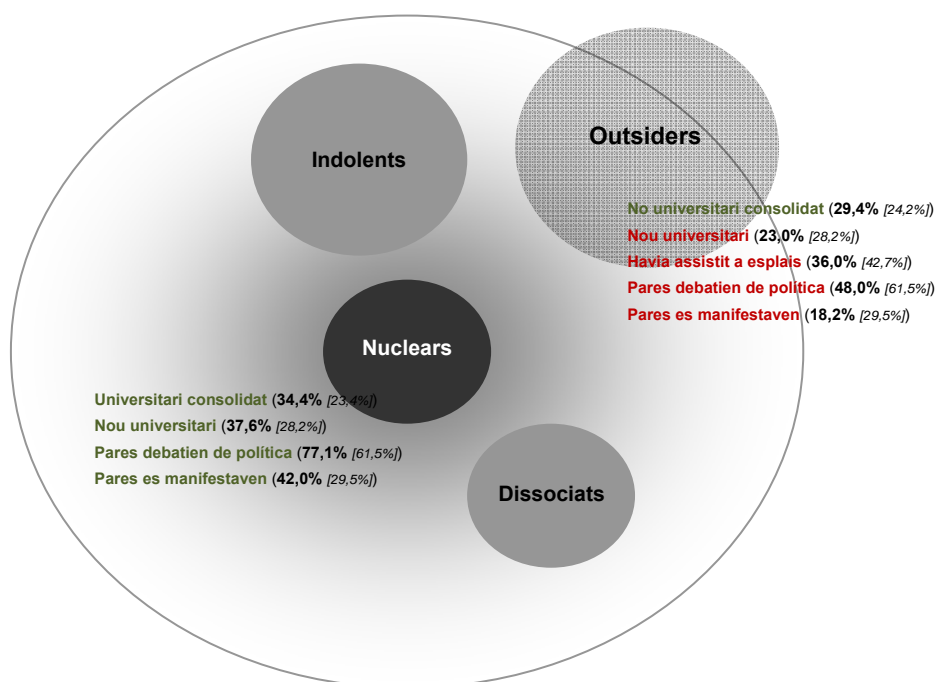 Outsiders
Indolents
No universitari consolidat (29,4% [24,2%])
Nou universitari (23,0% [28,2%])
Havia assistit a esplais (36,0% [42,7%])
Pares debatien de política (48,0% [61,5%])
Pares es manifestaven (18,2% [29,5%])
Nuclears
Universitari consolidat (34,4% [23,4%])
Nou universitari (37,6% [28,2%])
Pares debatien de política (77,1% [61,5%])
Pares es manifestaven (42,0% [29,5%])
Dissociats